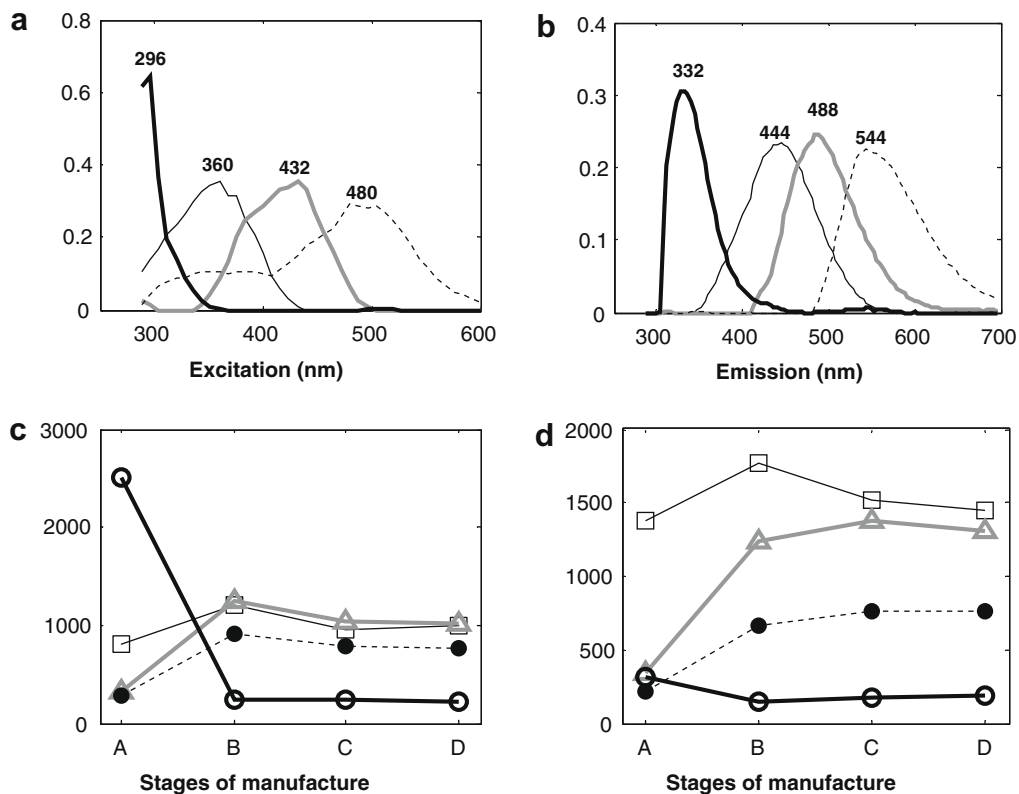 a
0.8
0.6
0.4
0.2
0
296
360
432
480
300
400
500
600
Excitation (nm)
b
0.4
0.3
0.2
0.1
0
332
444
488
544
300
400
500
600
700
Emission (nm)
c
3000
2000
1000
0
A
B
C
D
Stages of manufacture
d
2000
1500
1000
500
0
A
B
C
D
Stages of manufacture